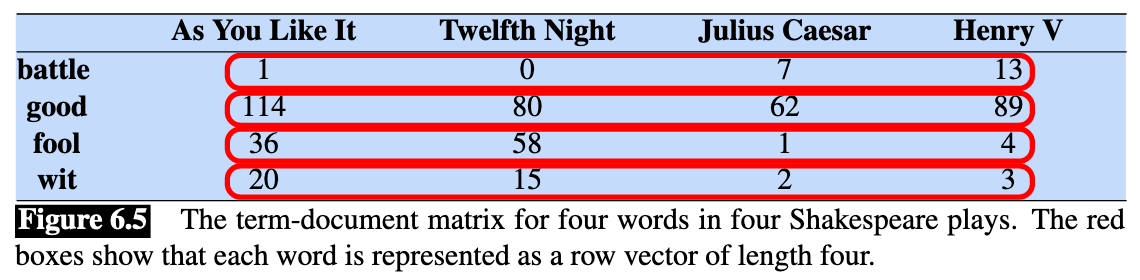 As You Like It Twelfth Night Julius Caesar Henry V
battle 1 0 7 13
good 114 80 62 89
fool 36 58 1 4
wit 20 15 2 3
Figure 6.5 The term-document matrix for four words in four Shakespeare plays. The red
boxes show that each word is represented as a row vector of length four.